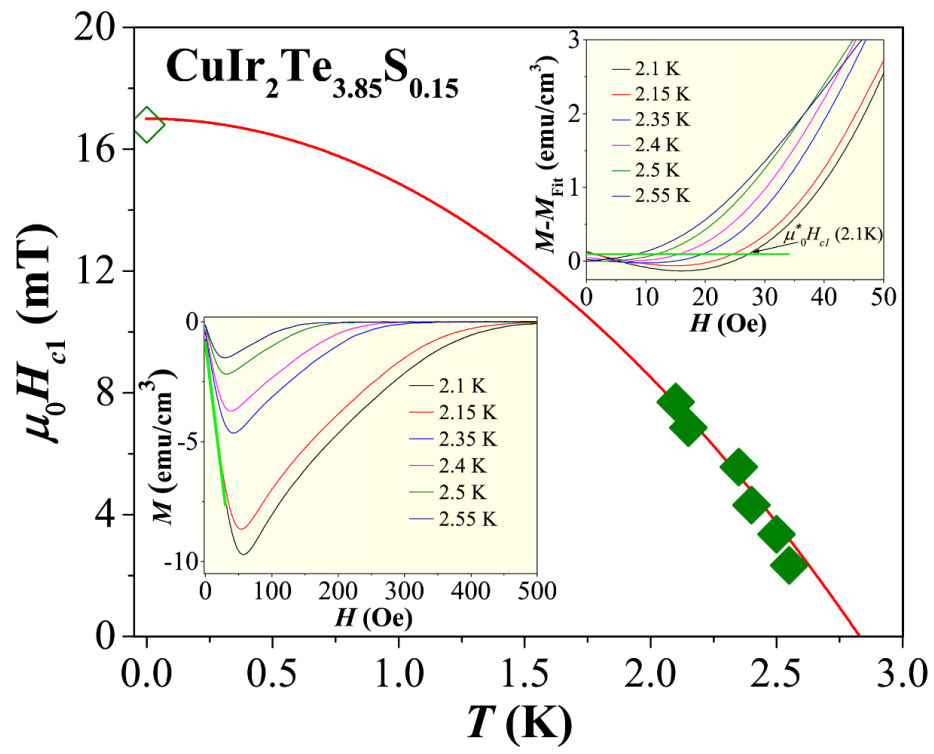 CuIr2Te3.85S0.15
μ0Hc1 (mT)
20
16
12
8
4
0
0.0 0.5 1.0 1.5 2.0 2.5 3.0
T (K)
M-MFit (emu/cm3)
3
2
1
0
2.1 K
2.15 K
2.35 K
2.4 K
2.5 K
2.55 K
μ*0Hc1 (2.1K)
0 10 20 30 40 50
H (Oe)
M (emu/cm3)
0
-5
-10
2.1 K
2.15 K
2.35 K
2.4 K
2.5 K
2.55 K
0 100 200 300 400 500
H (Oe)